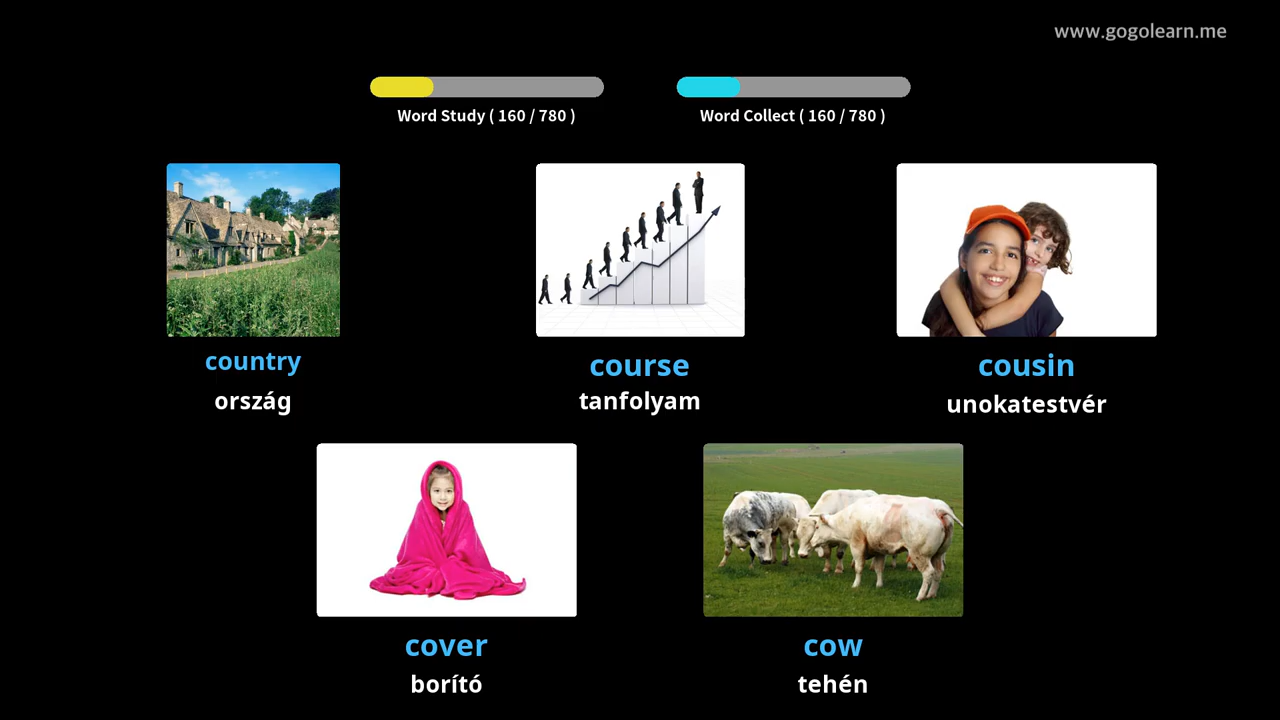 www.gogolearn.me
Word Study ( 160 / 780 )
Word Collect ( 160 / 780 )
country
course
cousin
ország
tanfolyam
unokatestvér
cover
cow
borító
tehén